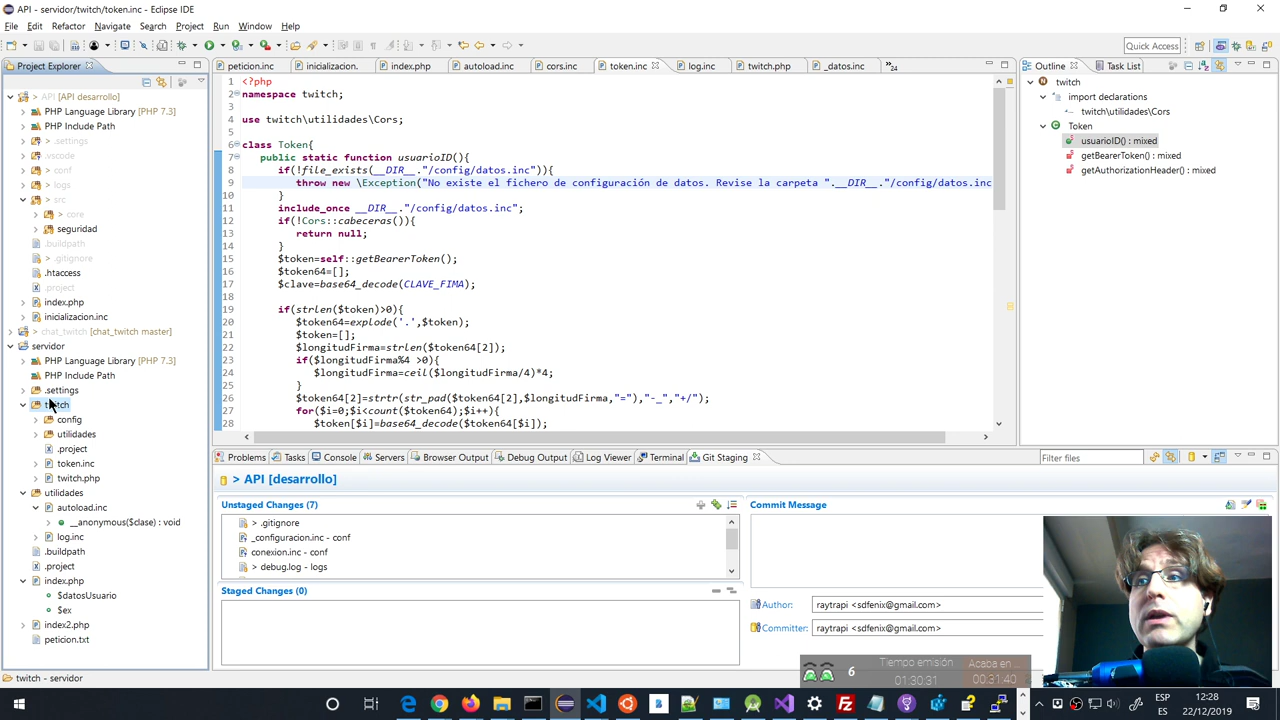 API - servidor/twitch/token.inc - Eclipse IDE
File Edit Refactor Navigate Search Project Run Window Help
Quick Access
Project Explorer
> API [API desarrollo]
PHP Language Library [PHP 7.3]
PHP Include Path
> .settings
.vscode
> conf
> logs
> src
> core
seguridad
.buildpath
> .gitignore
.htaccess
.project
index.php
inicializacion.inc
> chat_twitch [chat_twitch master]
servidor
PHP Language Library [PHP 7.3]
PHP Include Path
.settings
twitch
config
utilidades
.project
token.inc
twitch.php
utilidades
autoload.inc
__anonymous($clase) : void
log.inc
.buildpath
.project
index.php
$datosUsuario
$ex
index2.php
peticion.txt
peticion.inc inicializacion. index.php autoload.inc cors.inc token.inc log.inc twitch.php _datos.inc »24
1 <?php
2 namespace twitch;
3
4 use twitch\utilidades\Cors;
5
6 class Token{
7 public static function usuarioID(){
8 if(!file_exists(__DIR__."/config/datos.inc")){
9 throw new \Exception("No existe el fichero de configuración de datos. Revise la carpeta ".__DIR__."/config/datos.inc
10 }
11 include_once __DIR__."/config/datos.inc";
12 if(!Cors::cabeceras()){
13 return null;
14 }
15 $token=self::getBearerToken();
16 $token64=[];
17 $clave=base64_decode(CLAVE_FIMA);
18
19 if(strlen($token)>0){
20 $token64=explode('.',$token);
21 $token=[];
22 $longitudFirma=strlen($token64[2]);
23 if($longitudFirma%4 >0){
24 $longitudFirma=ceil($longitudFirma/4)*4;
25 }
26 $token64[2]=strtr(str_pad($token64[2],$longitudFirma,"="),"-_","+/");
27 for($i=0;$i<count($token64);$i++){
28 $token[$i]=base64_decode($token64[$i]);
Outline Task List
twitch
import declarations
twitch\utilidades\Cors
Token
usuarioID() : mixed
getBearerToken() : mixed
getAuthorizationHeader() : mixed
Problems Tasks Console Servers Browser Output Debug Output Log Viewer Terminal Git Staging
Filter files
> API [desarrollo]
Unstaged Changes (7)
> .gitignore
_configuracion.inc - conf
conexion.inc - conf
> debug.log - logs
Staged Changes (0)
Commit Message
Author: raytrapi <sdfenix@gmail.com>
Committer: raytrapi <sdfenix@gmail.com>
6
Tiempo emisión
01:30:31
Acaba en ...
00:31:40
twitch - servidor
ESP
ES
12:28
22/12/2019